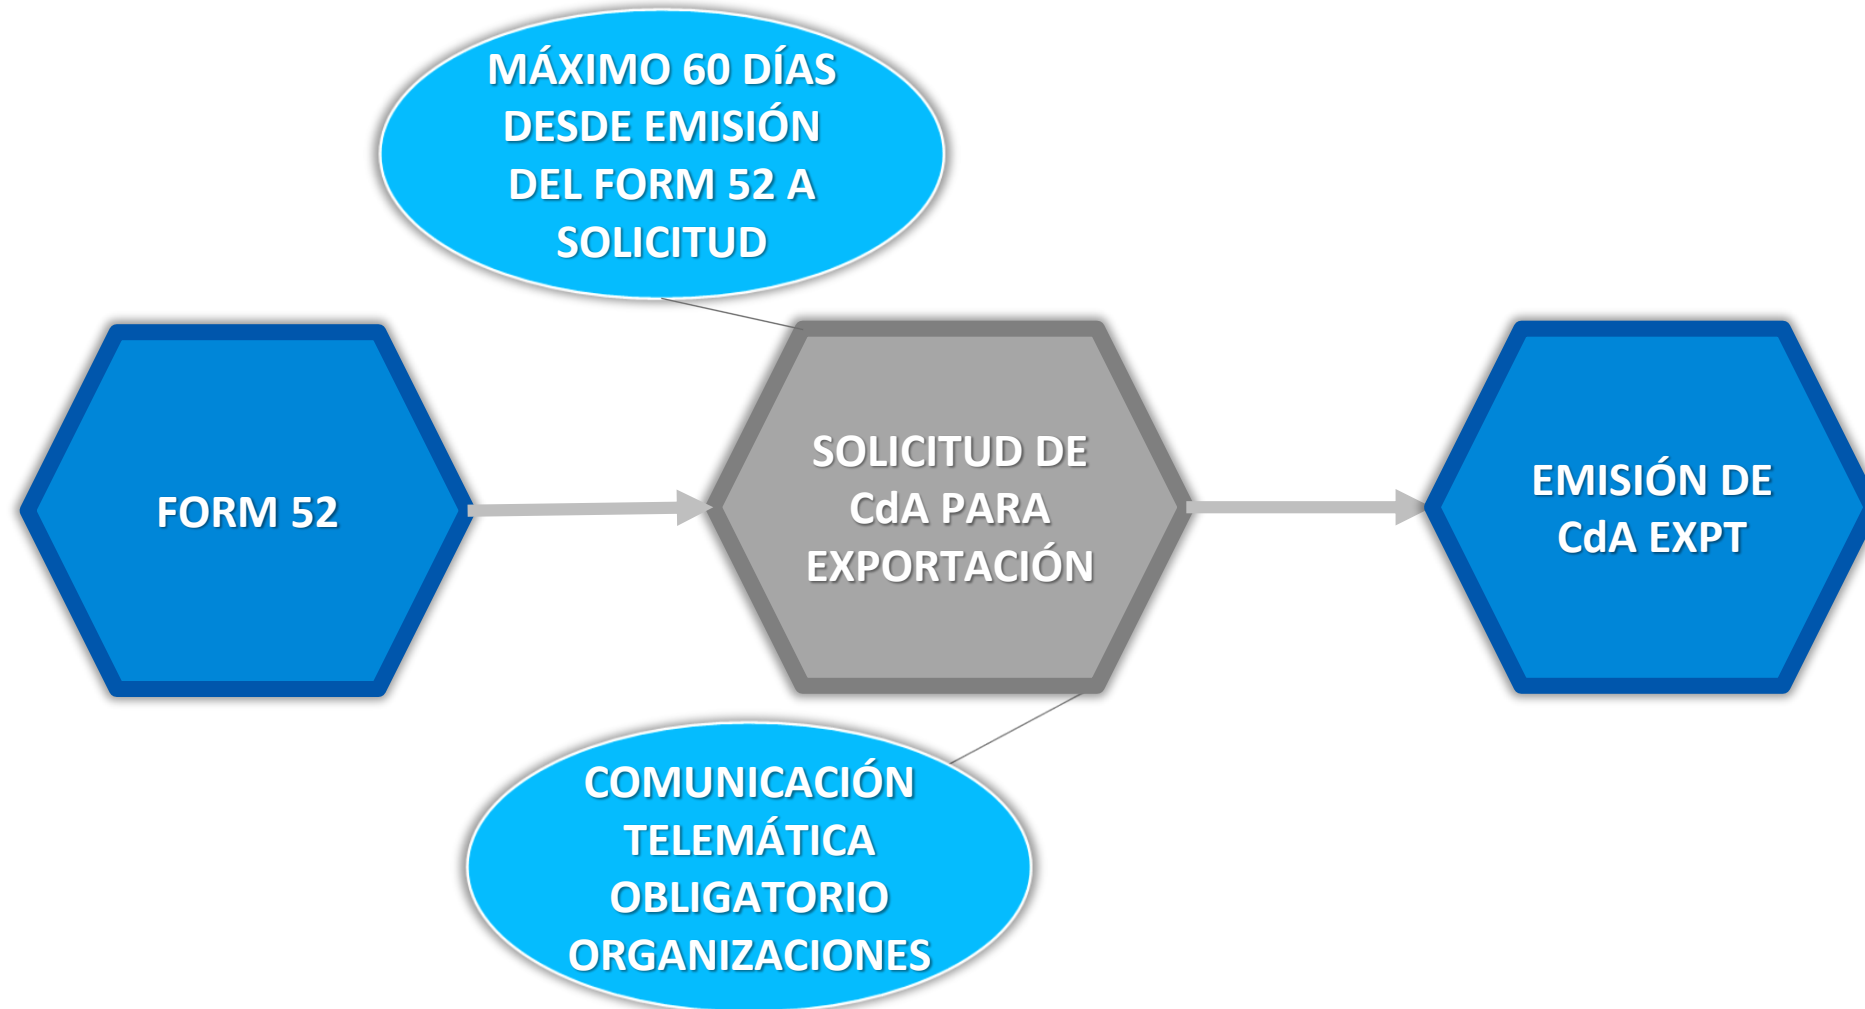 MÁXIMO 60 DÍAS
DESDE EMISIÓN
DEL FORM 52 A
SOLICITUD
FORM 52
SOLICITUD DE
CdA PARA
EXPORTACIÓN
EMISIÓN DE
CdA EXPT
COMUNICACIÓN
TELEMÁTICA
OBLIGATORIO
ORGANIZACIONES